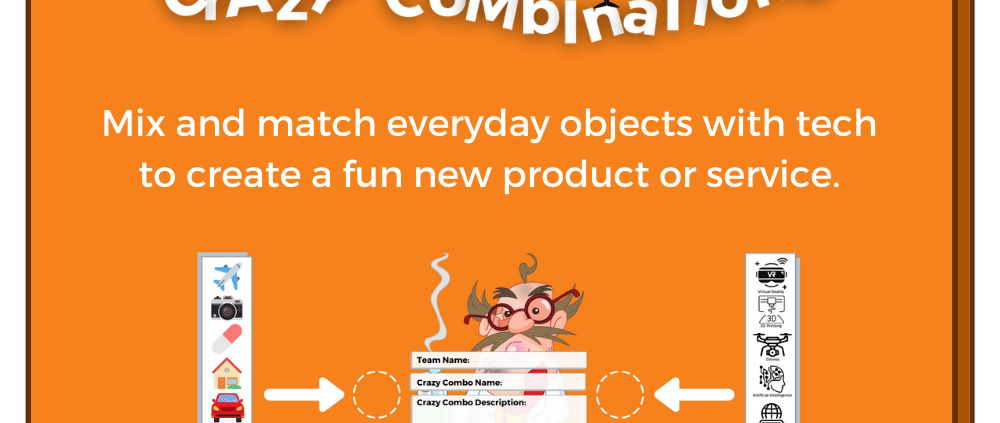 CRAZY COMbinaTions
Mix and match everyday objects with tech
to create a fun new product or service.
VR
Virtual Reality
3D
3D Printing
Drones
Artificial Intelligence
Team Name:
Crazy Combo Name:
Crazy Combo Description: